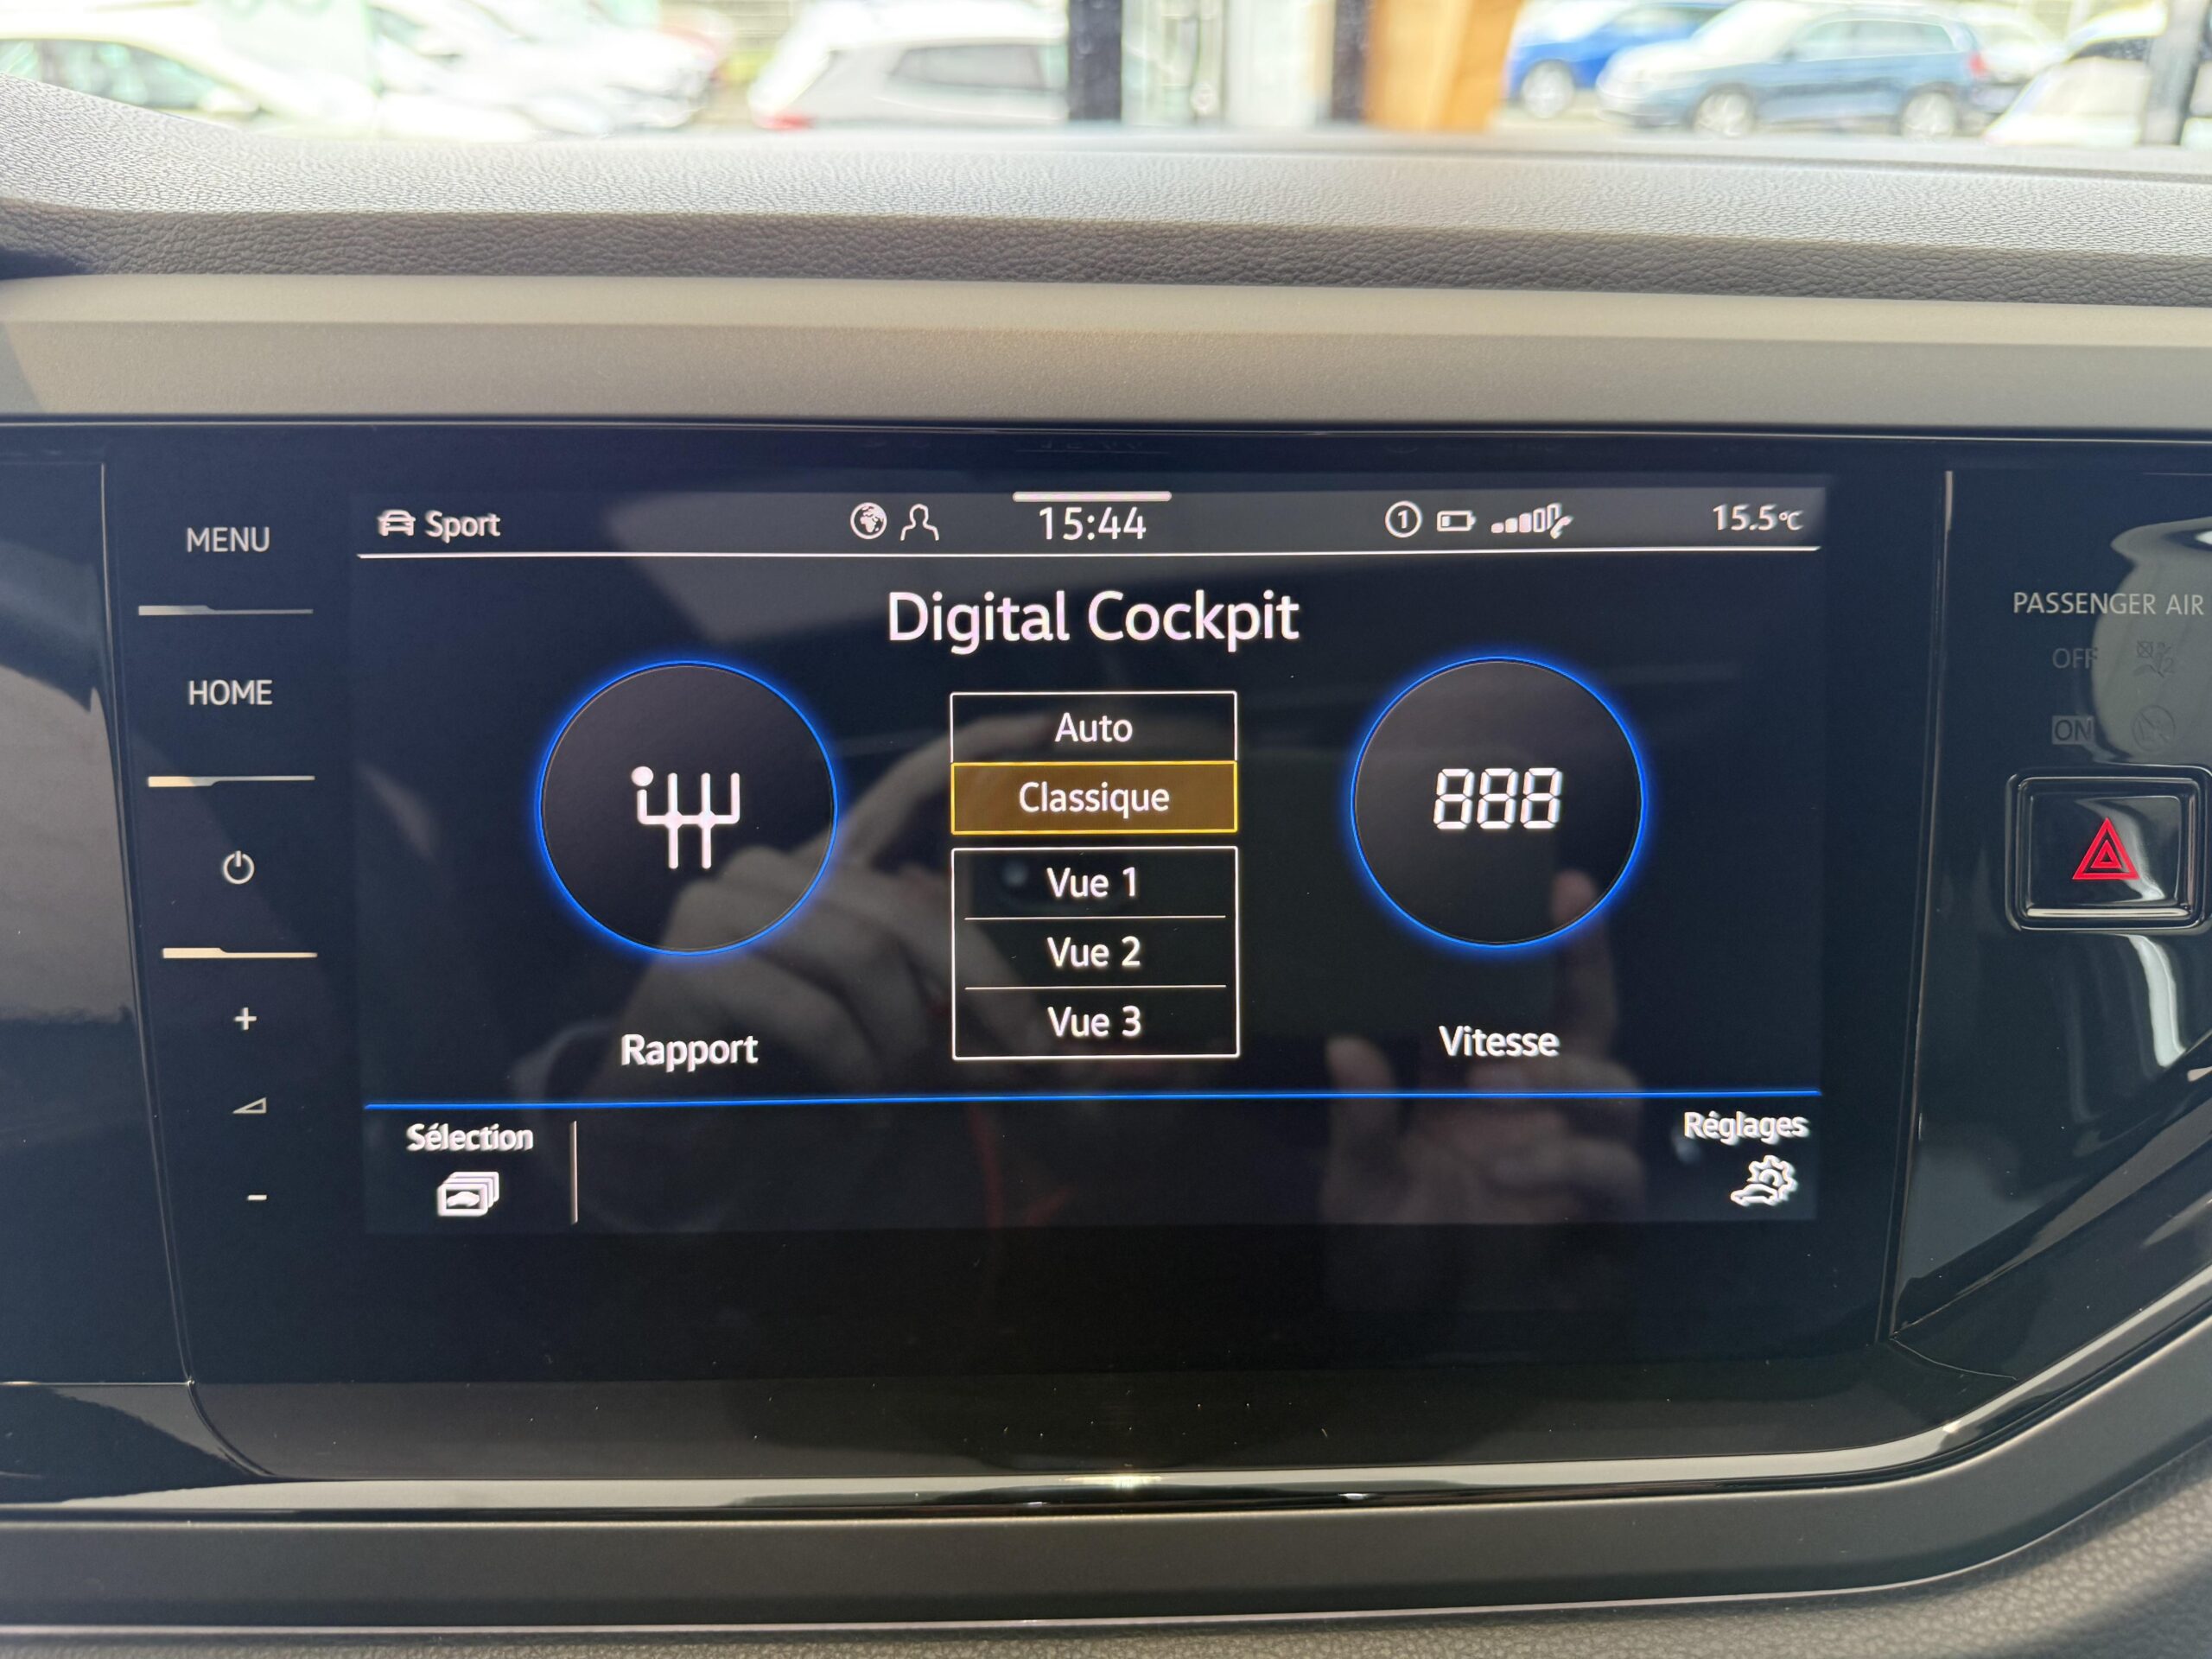 MENU
HOME
+
-
Sport
15:44
1
15.5°C
Digital Cockpit
Auto
Classique
Vue 1
Vue 2
Vue 3
888
Rapport
Vitesse
Sélection
Réglages
PASSENGER AIR
OFF
ON